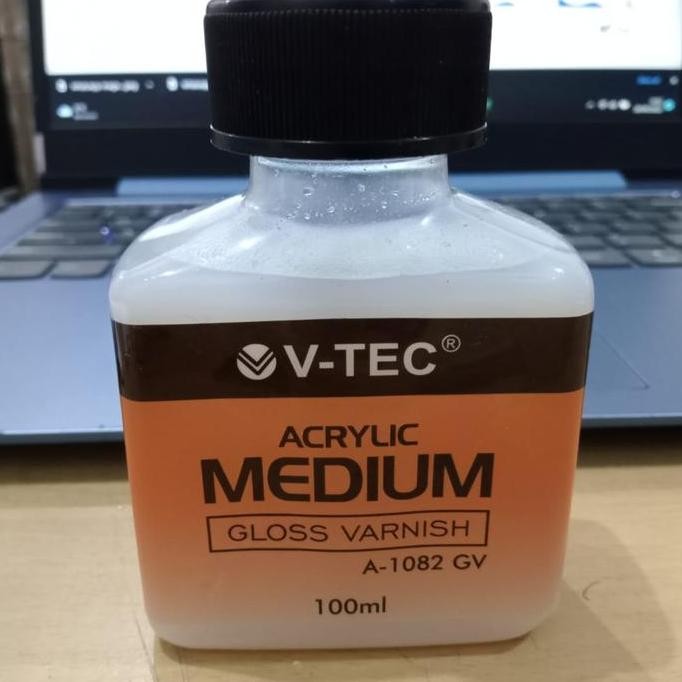 V-TEC®
ACRYLIC
MEDIUM
GLOSS VARNISH
A-1082 GV
100ml